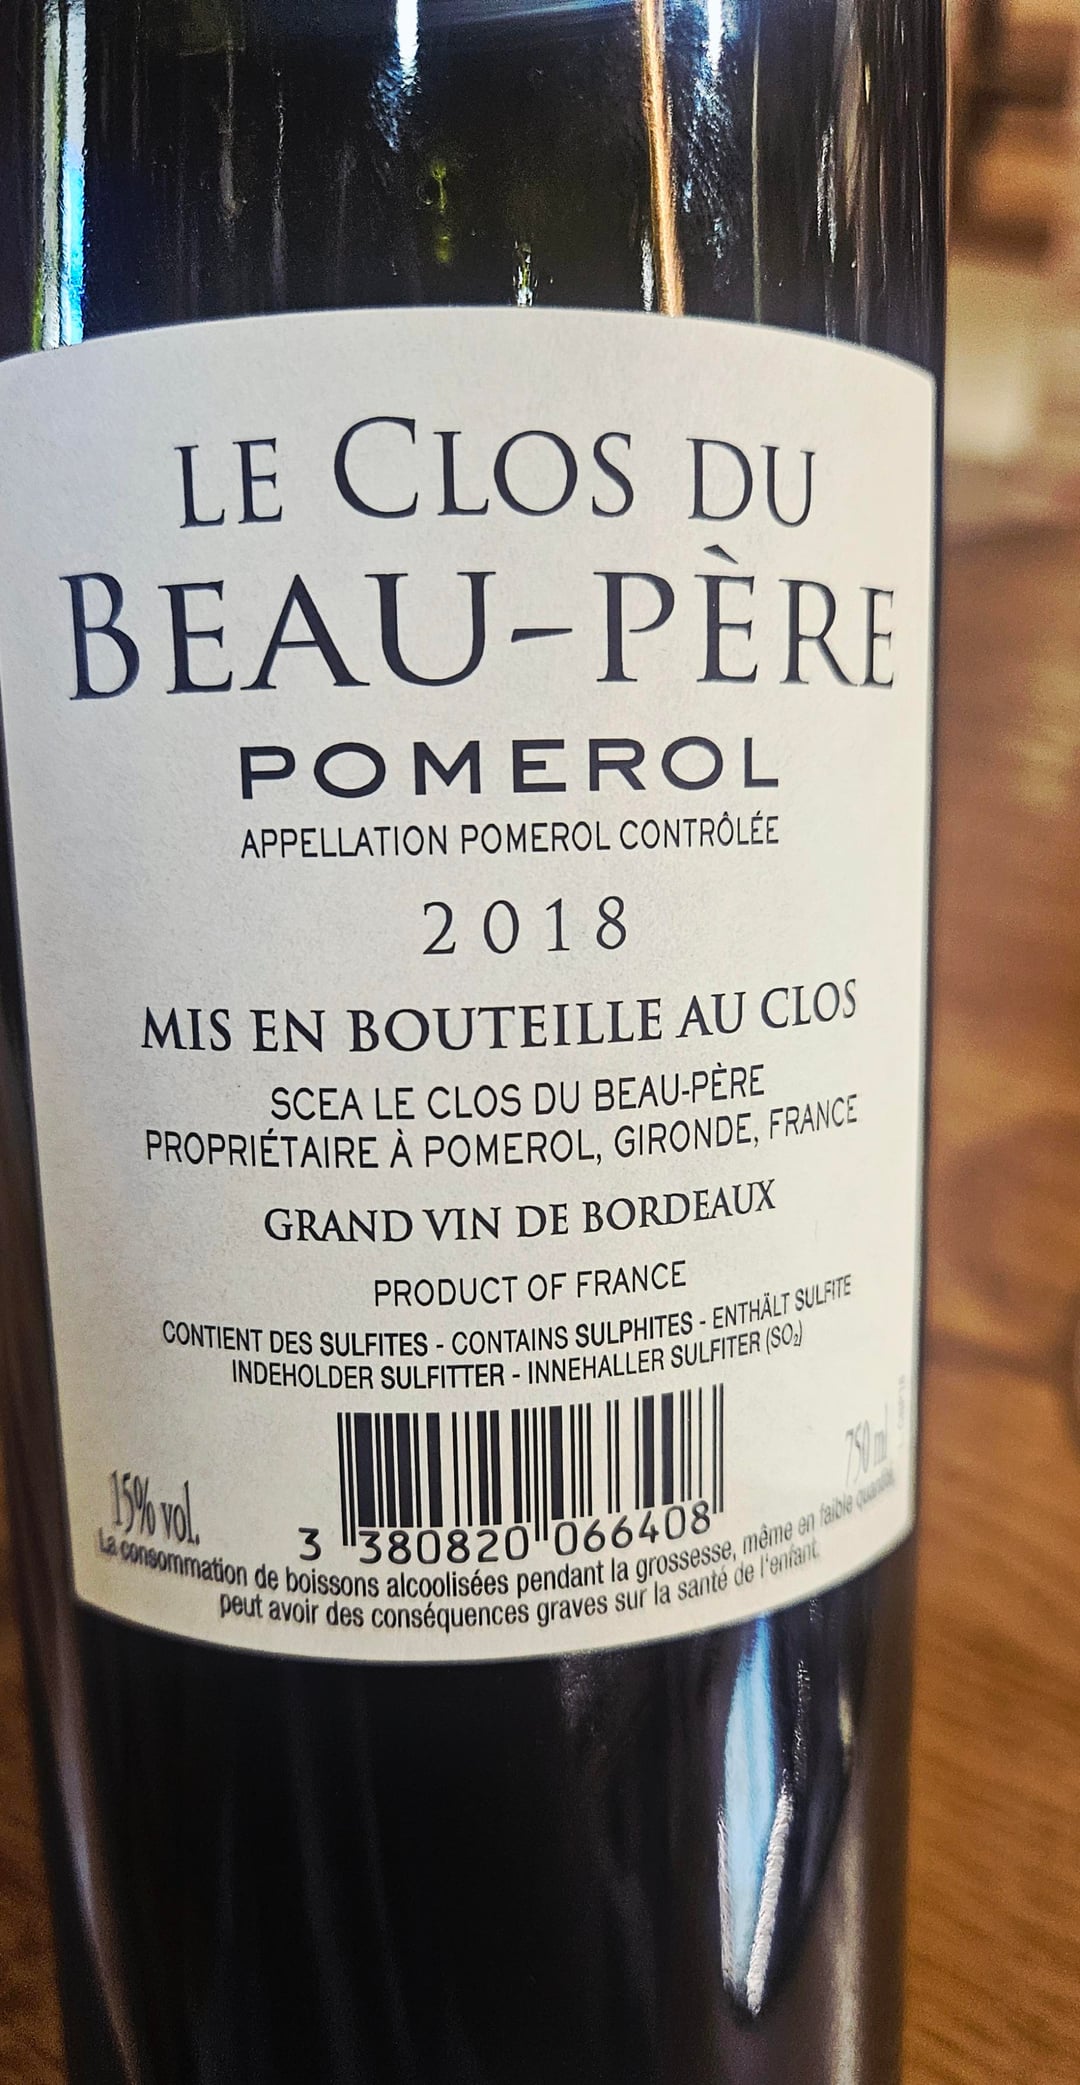 LE CLOS DU
BEAU-PÈRE
POMEROL
APPELLATION POMEROL CONTRÔLÉE
2018
MIS EN BOUTEILLE AU CLOS
SCEA LE CLOS DU BEAU-PÈRE
PROPRIÉTAIRE À POMEROL, GIRONDE, FRANCE
GRAND VIN DE BORDEAUX
PRODUCT OF FRANCE
CONTIENT DES SULFITES - CONTAINS SULPHITES - ENTHÄLT SULFITE
INDEHOLDER SULFITTER - INNEHALLER SULFITER (SO₂)
15% vol.
750 ml
3 380820 066408
La consommation de boissons alcoolisées pendant la grossesse, même en faible quantité,
peut avoir des conséquences graves sur la santé de l'enfant.